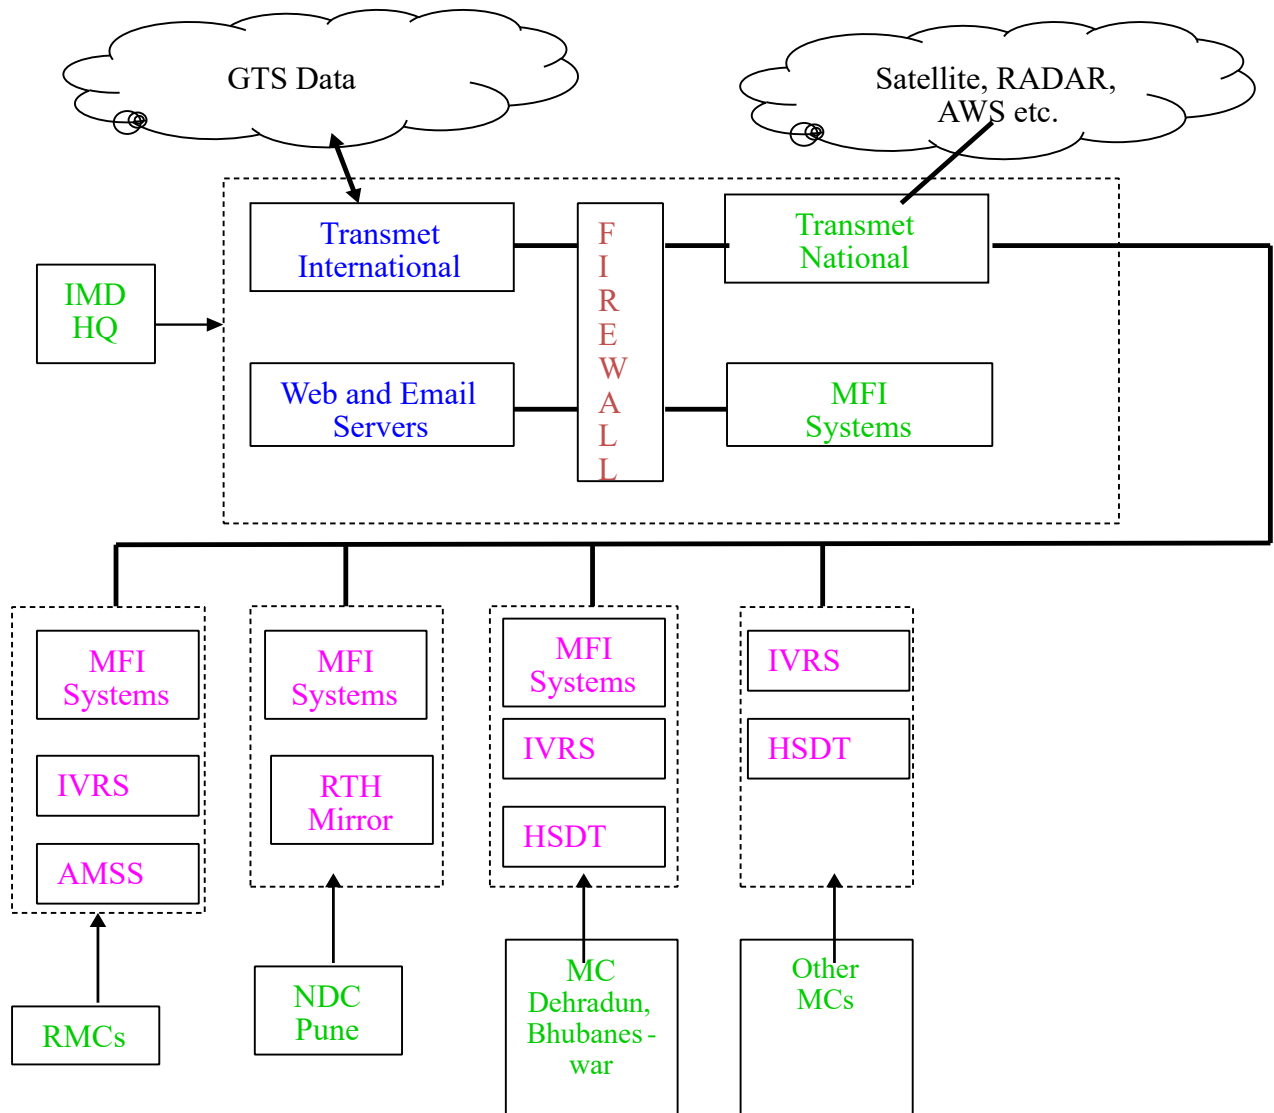 GTS Data
Satellite, RADAR,
AWS etc.
Transmet
International
F
I
R
E
W
A
L
L
Transmet
National
IMD
HQ
Web and Email
Servers
MFI
Systems
MFI
Systems
IVRS
AMSS
MFI
Systems
RTH
Mirror
MFI
Systems
IVRS
HSDT
IVRS
HSDT
RMCs
NDC
Pune
MC
Dehradun,
Bhubanes -
war
Other
MCs